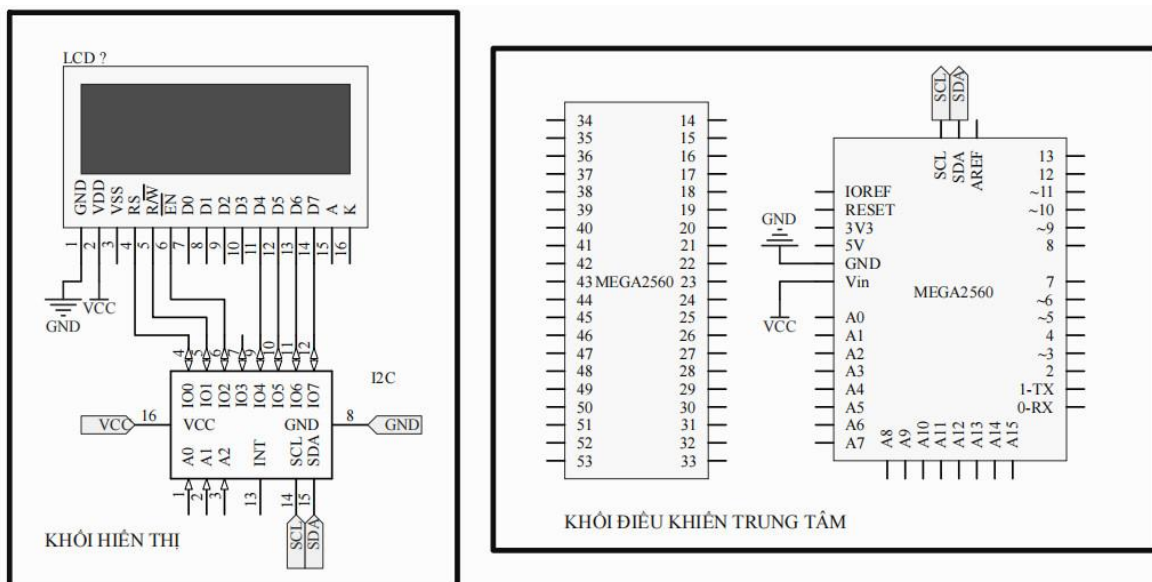 LCD ?
GND VDD VSS RS R/W EN D0 D1 D2 D3 D4 D5 D6 D7 A K
1 2 3 4 5 6 7 8 9 10 11 12 13 14 15 16
GND
VCC
4 5 6 7 9 10 11 12
I2C
IO0 IO1 IO2 IO3 IO4 IO5 IO6 IO7
VCC 16 VCC GND 8 GND
A0 A1 A2 INT SCL SDA
1 2 3 13 14 15
SCL SDA
KHỐI HIỂN THỊ
34 14
35 15
36 16
37 17
38 18
39 19
40 20
41 21
42 22
43 MEGA2560 23
44 24
45 25
46 26
47 27
48 28
49 29
50 30
51 31
52 32
53 33
SCL SDA
SCL SDA AREF
IOREF
RESET
3V3
5V
GND
GND
Vin
VCC
MEGA2560
A0
A1
A2
A3
A4
A5
A6
A7
13
12
~11
~10
~9
8
7
~6
~5
4
~3
2
1-TX
0-RX
A8 A9 A10 A11 A12 A13 A14 A15
KHỐI ĐIỀU KHIỂN TRUNG TÂM